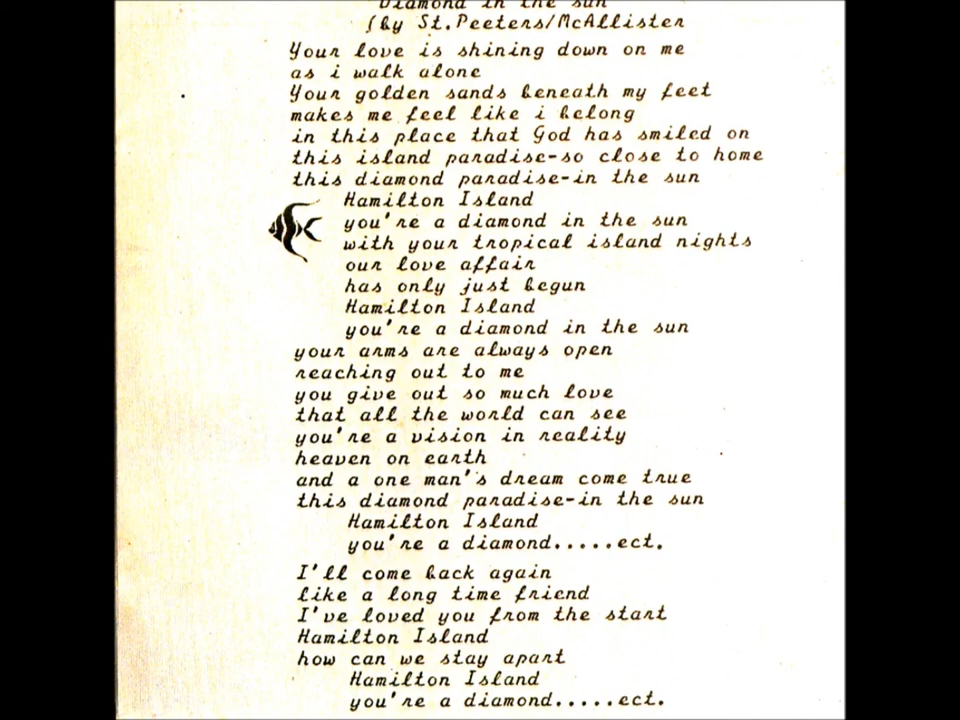 Diamond in the sun
(by St.Peeters/McAllister
Your love is shining down on me
as i walk alone
Your golden sands beneath my feet
makes me feel like i belong
in this place that God has smiled on
this island paradise-so close to home
this diamond paradise-in the sun
Hamilton Island
you're a diamond in the sun
with your tropical island nights
our love affair
has only just begun
Hamilton Island
you're a diamond in the sun
your arms are always open
reaching out to me
you give out so much love
that all the world can see
you're a vision in reality
heaven on earth
and a one man's dream come true
this diamond paradise-in the sun
Hamilton Island
you're a diamond.....ect.
I'll come back again
like a long time friend
I've loved you from the start
Hamilton Island
how can we stay apart
Hamilton Island
you're a diamond.....ect.